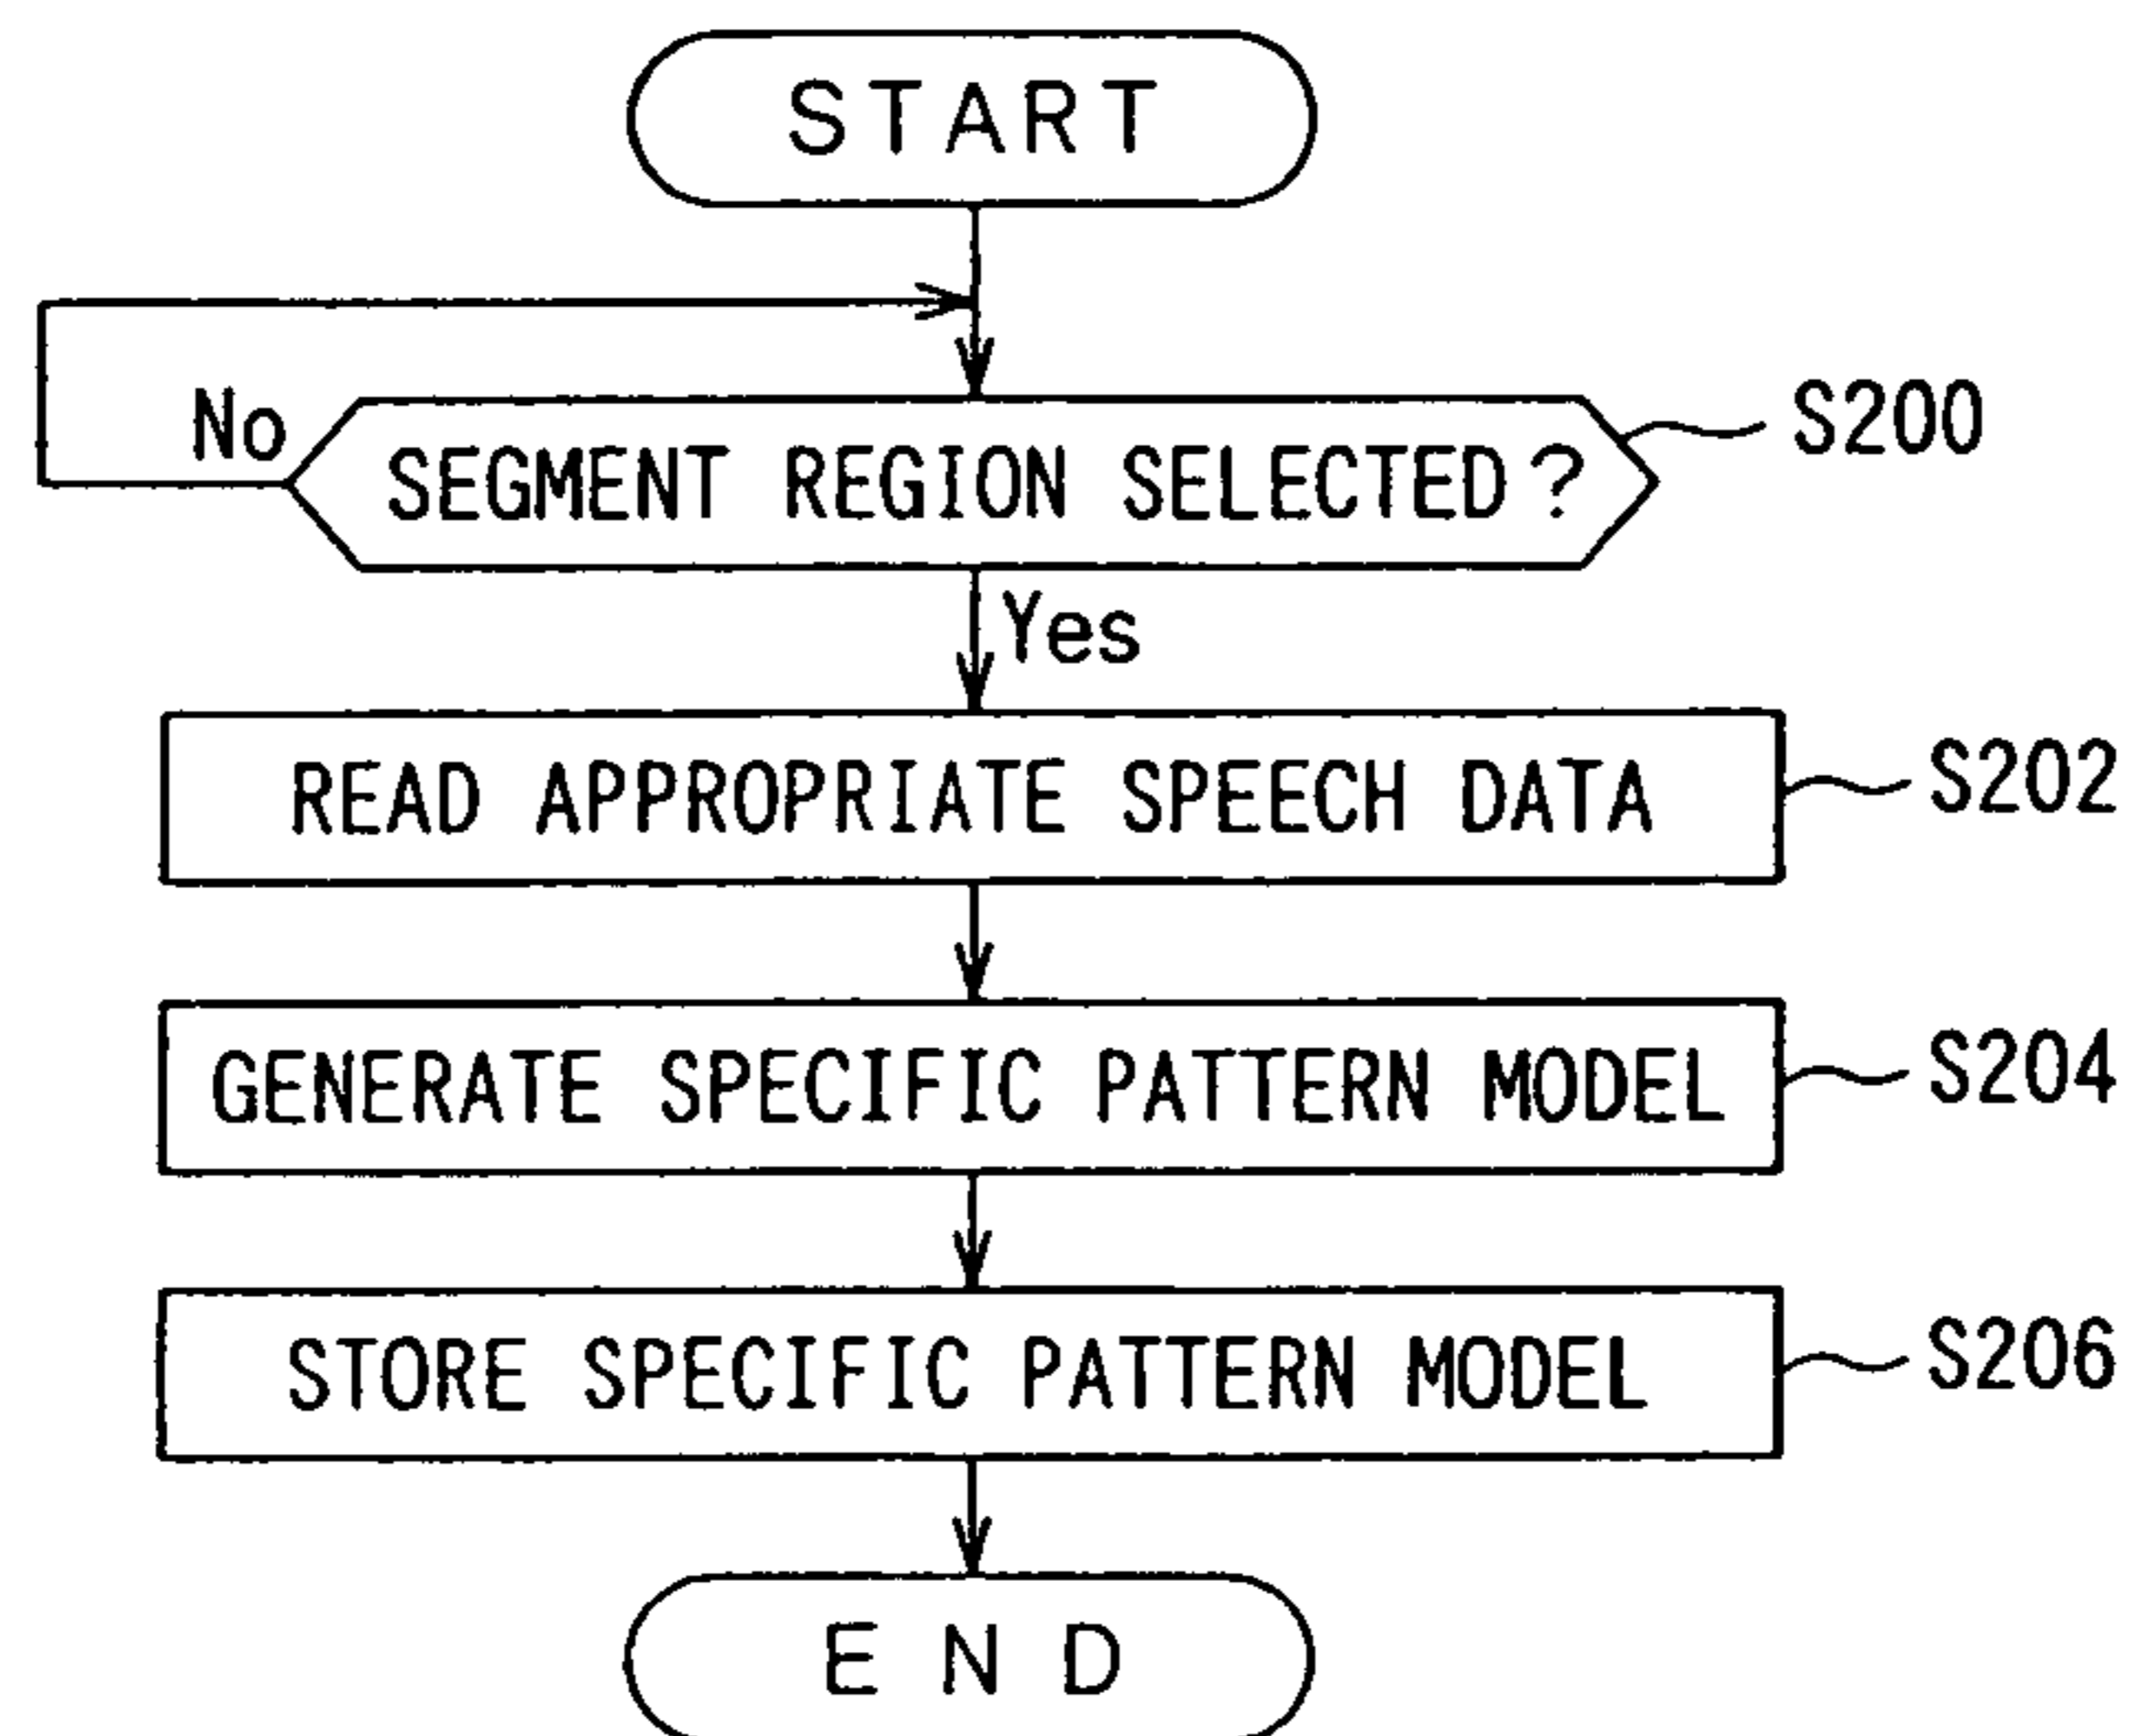 START
No
SEGMENT REGION SELECTED?
S200
Yes
READ APPROPRIATE SPEECH DATA
S202
GENERATE SPECIFIC PATTERN MODEL
S204
STORE SPECIFIC PATTERN MODEL
S206
END